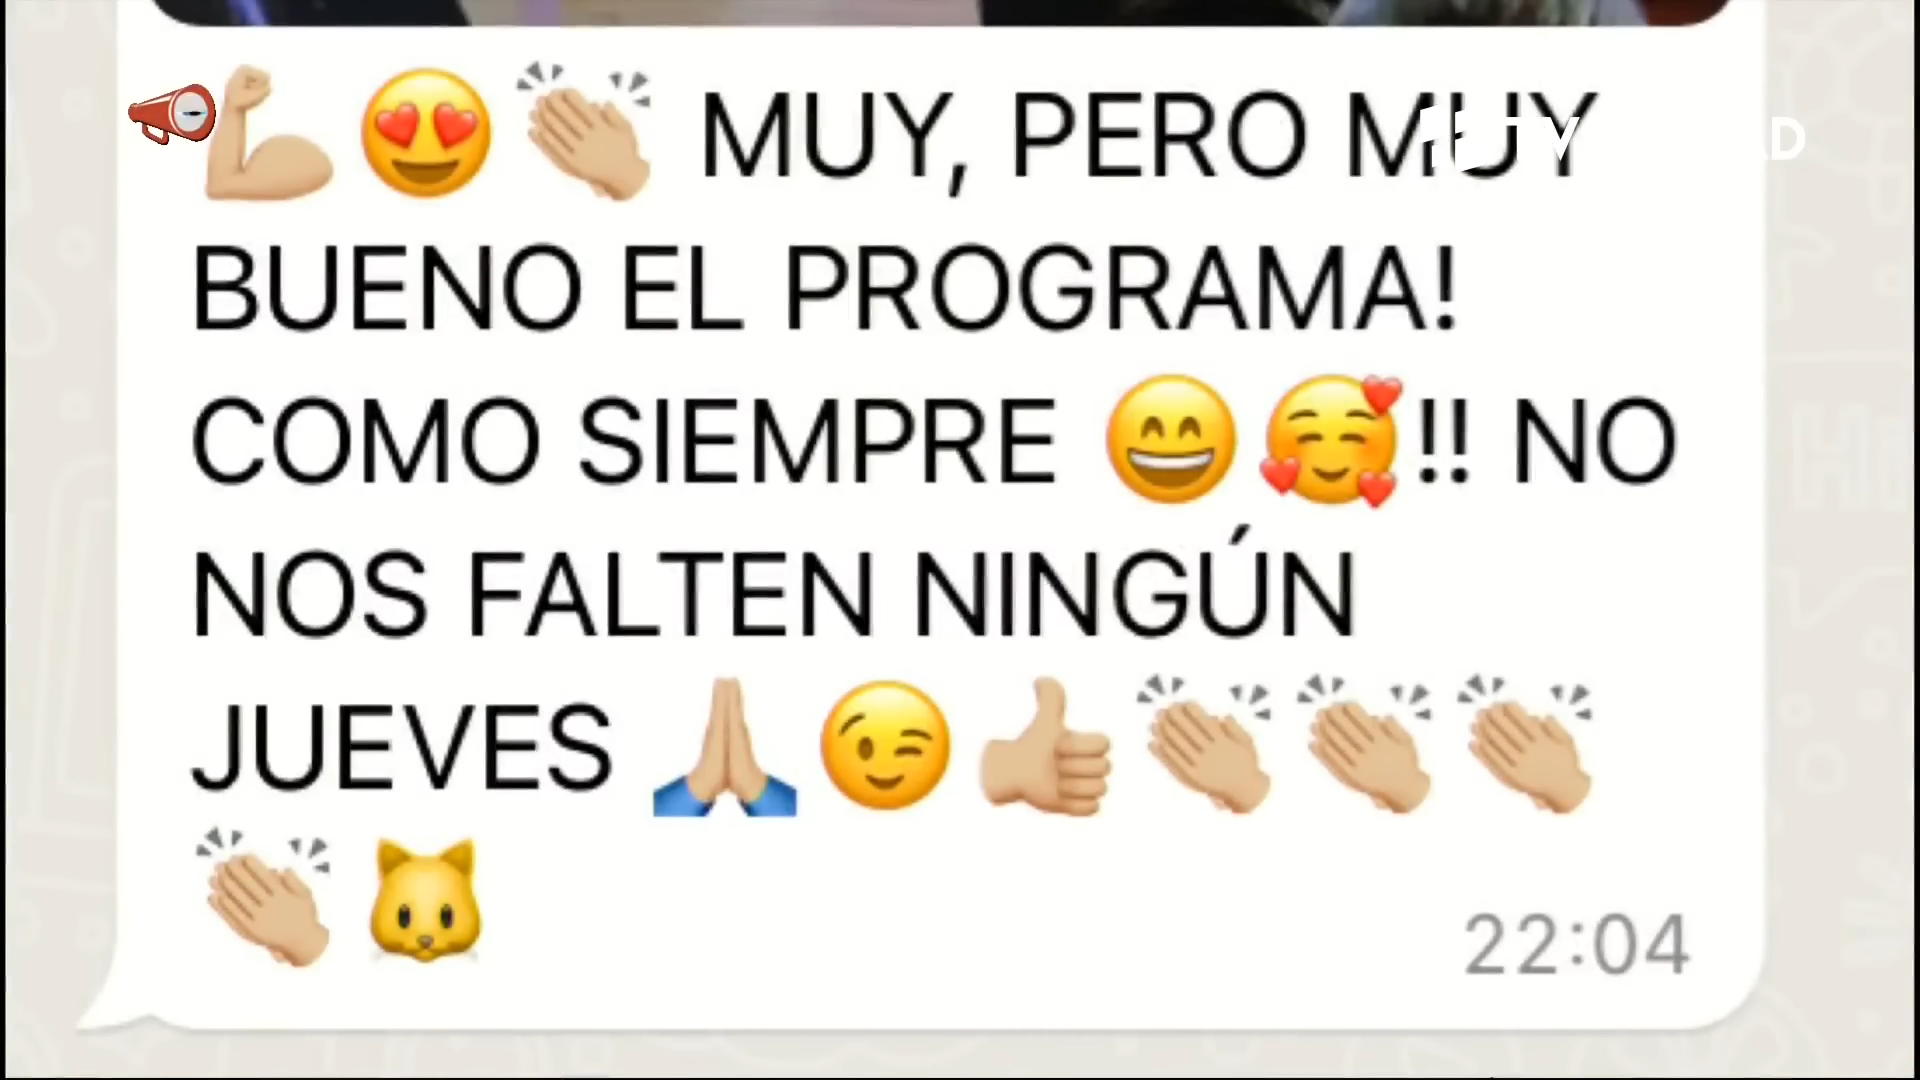 💪🏼😍👏🏼 MUY, PERO MUY
BUENO EL PROGRAMA!
COMO SIEMPRE 😄🥰!! NO
NOS FALTEN NINGÚN
JUEVES 🙏🏼😉👍🏼👏🏼👏🏼👏🏼
👏🏼🐱
22:04